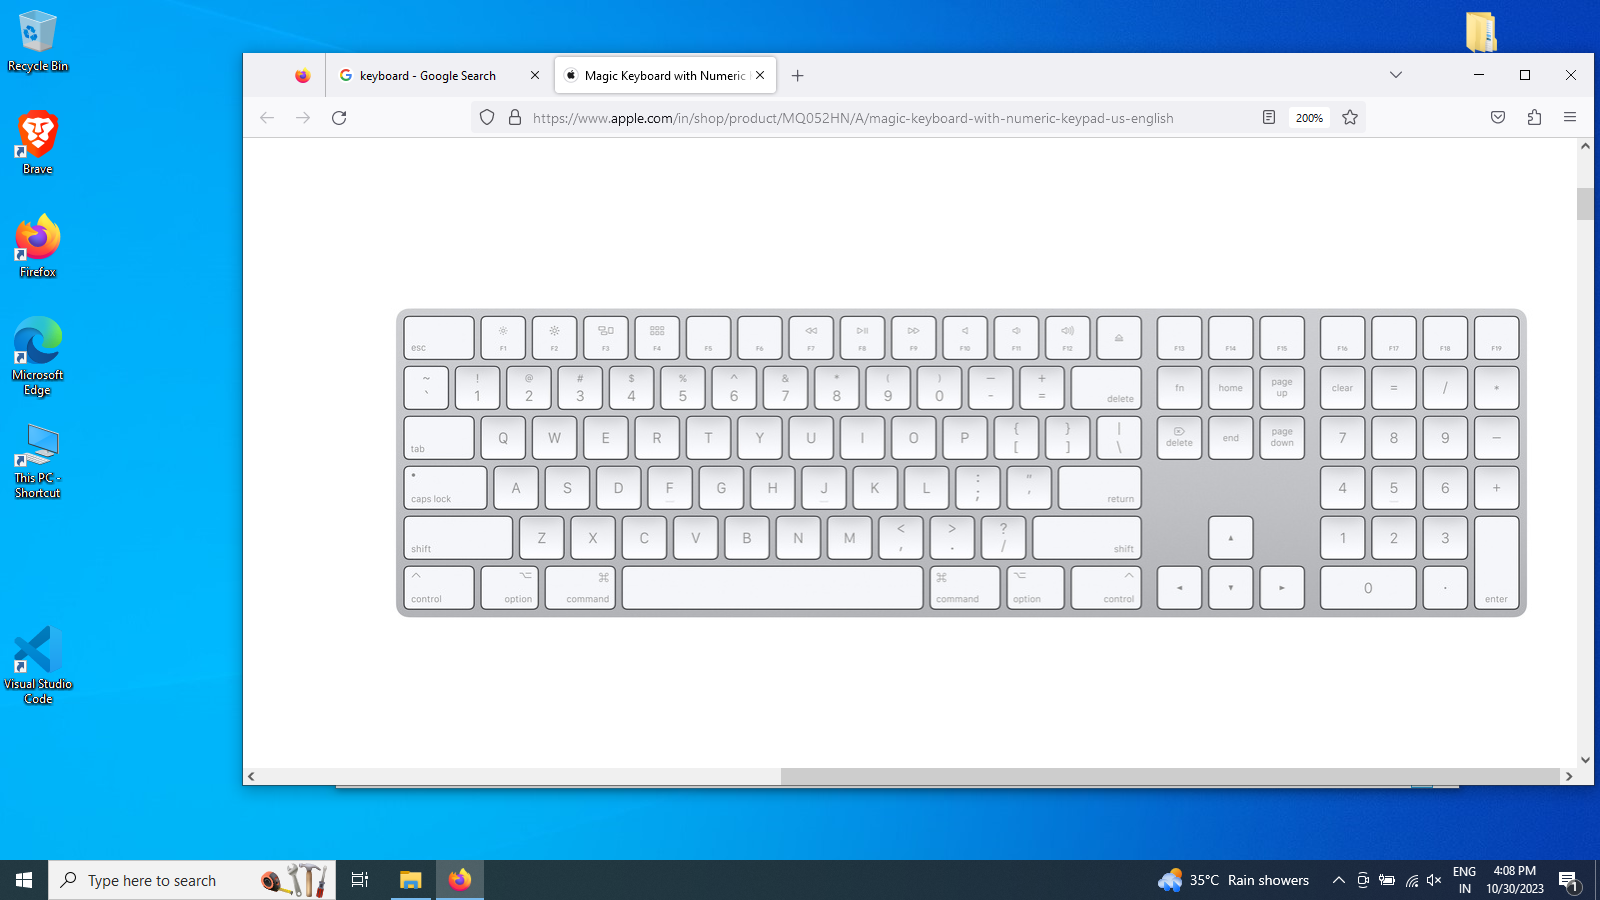 Recycle Bin
Brave
Firefox
Microsoft
Edge
This PC -
Shortcut
Visual Studio
Code
keyboard - Google Search
Magic Keyboard with Numeric
https://www.apple.com/in/shop/product/MQ052HN/A/magic-keyboard-with-numeric-keypad-us-english
200%
esc F1 F2 F3 F4 F5 F6 F7 F8 F9 F10 F11 F12 F13 F14 F15 F16 F17 F18 F19
~ ` ! 1 @ 2 # 3 $ 4 % 5 ^ 6 & 7 * 8 ( 9 ) 0 — - + = delete fn home page up clear = / *
tab Q W E R T Y U I O P { [ } ] | \ delete end page down 7 8 9 −
caps lock A S D F G H J K L : ; " ' return 4 5 6 +
shift Z X C V B N M < , > . ? / shift 1 2 3
control option command command option control 0 . enter
Type here to search
35°C Rain showers
ENG
IN
4:08 PM
10/30/2023
1